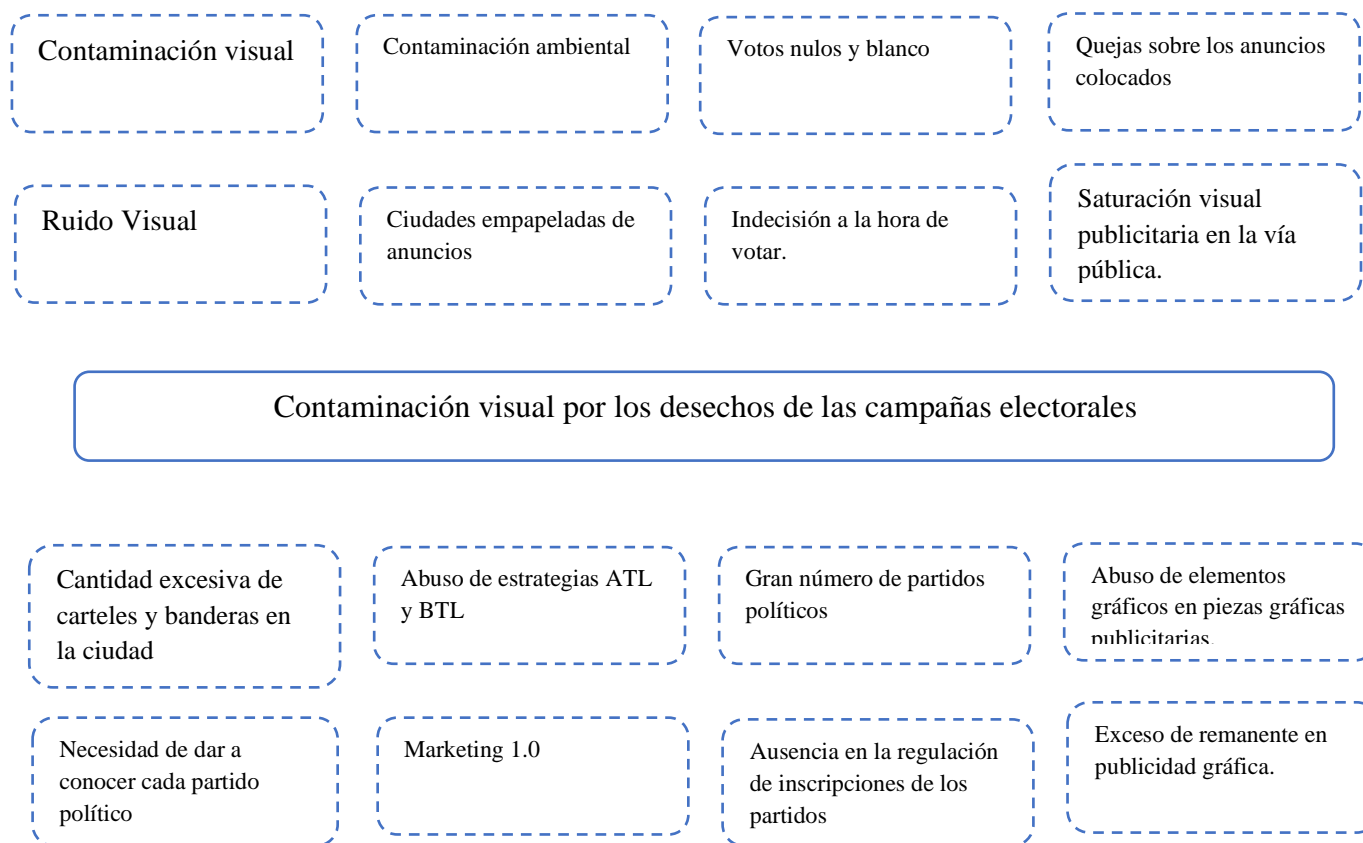 Contaminación visual
Contaminación ambiental
Votos nulos y blanco
Quejas sobre los anuncios
colocados
Ruido Visual
Ciudades empapeladas de
anuncios
Indecisión a la hora de
votar.
Saturación visual
publicitaria en la vía
pública.
Contaminación visual por los desechos de las campañas electorales
Cantidad excesiva de
carteles y banderas en
la ciudad
Abuso de estrategias ATL
y BTL
Gran número de partidos
políticos
Abuso de elementos
gráficos en piezas gráficas
publicitarias.
Necesidad de dar a
conocer cada partido
político
Marketing 1.0
Ausencia en la regulación
de inscripciones de los
partidos
Exceso de remanente en
publicidad gráfica.